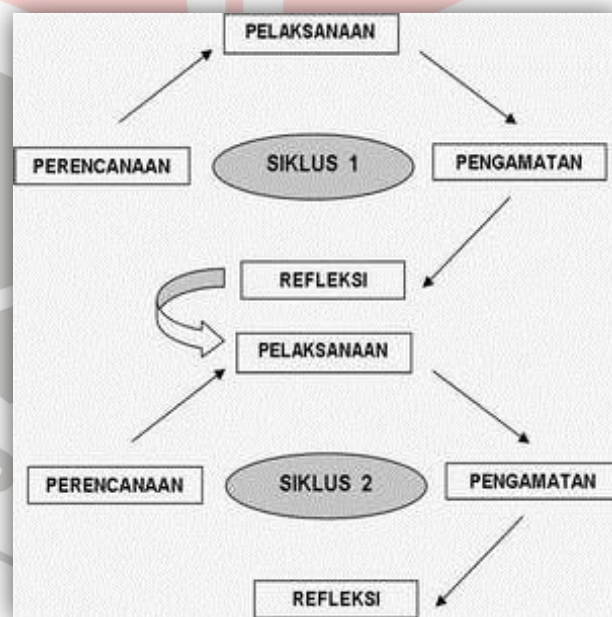 PELAKSANAAN
PERENCANAAN
SIKLUS 1
PENGAMATAN
REFLEKSI
PELAKSANAAN
PERENCANAAN
SIKLUS 2
PENGAMATAN
REFLEKSI